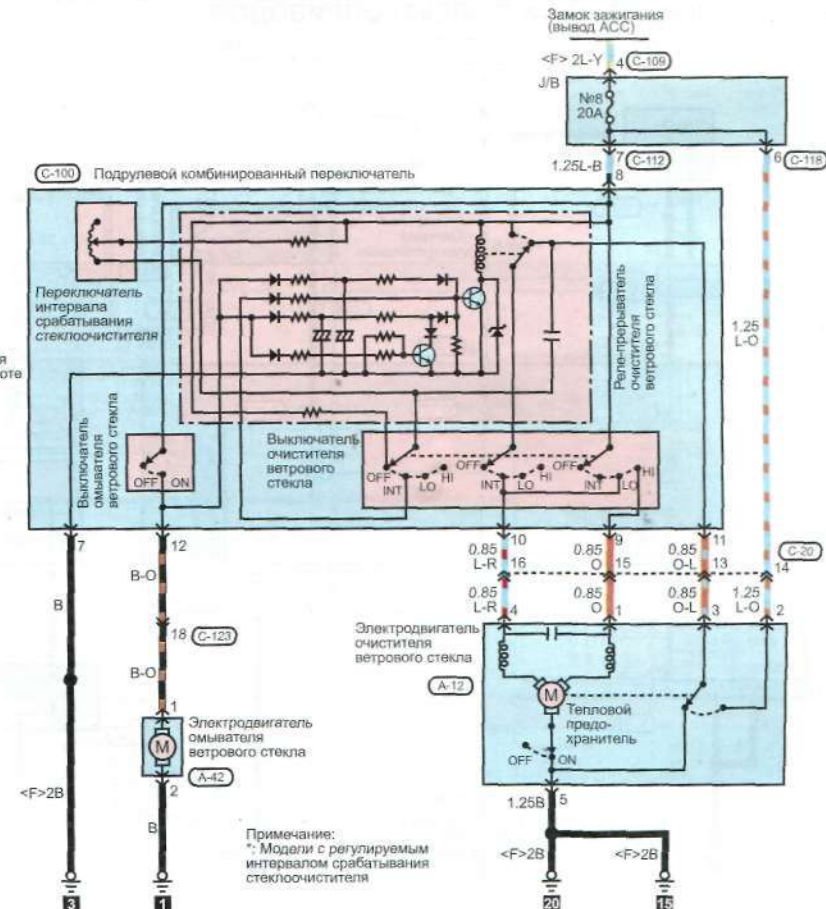 Замок зажигания
(вывод ACC)
<F> 2L-Y 4 C-109
J/B
№8
20A
1.25L-B 7 C-112 6 C-118
8
C-100 Подрулевой комбинированный переключатель
Переключатель
интервала
срабатывания
стеклоочистителя
Реле-прерыватель
очистителя
ветрового стекла
1.25
L-O
Выключатель
омывателя
ветрового стекла
OFF ON
Выключатель
очистителя
ветрового
стекла
OFF INT LO HI
OFF INT LO HI
OFF INT LO HI
7 12 10 9 11
C-20
0.85 L-R 16
0.85 O 15
0.85 O-L 13
14
B
B-O
18 C-123
B-O
0.85 L-R 4
0.85 O 1
0.85 O-L 3
1.25 L-O 2
Электродвигатель
очистителя
ветрового стекла
A-12
M
Тепловой
предо-
хранитель
OFF ON
1
Электродвигатель
омывателя
ветрового стекла
M
A-42
2
<F>2B
B
1.25B 5
<F>2B <F>2B
Примечание:
*: Модели с регулируемым
интервалом срабатывания
стеклоочистителя
3 1 20 15